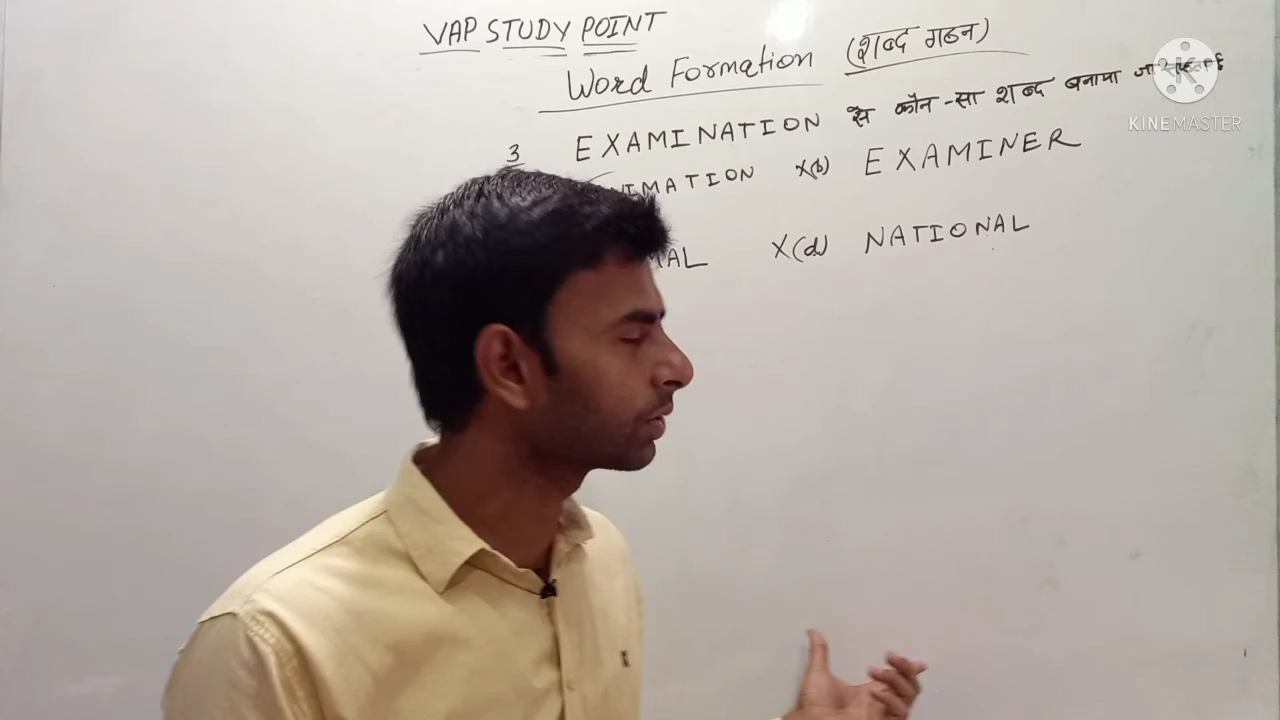 VAP STUDY POINT
Word Formation (शब्द गठन)
3 EXAMINATION से कौन-सा शब्द बनाया जा
X(b) EXAMINER
X(d) NATIONAL
KINEMASTER